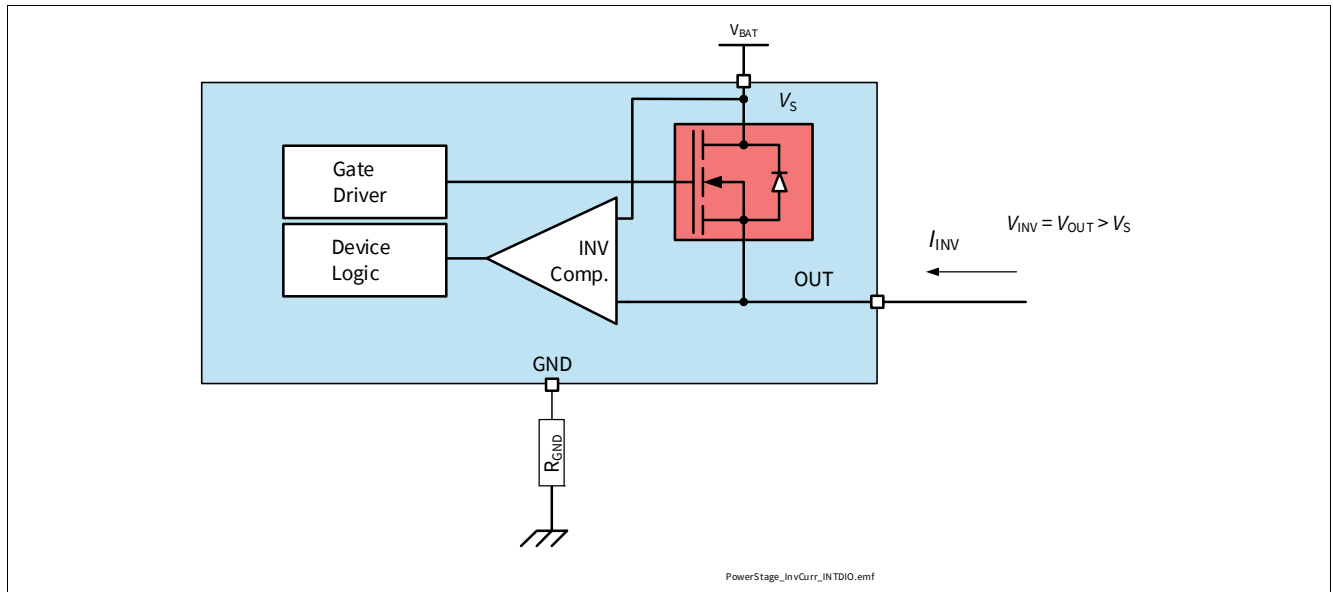 VBAT
VS
Gate
Driver
Device
Logic
INV
Comp.
OUT
IINV
VINV = VOUT > VS
GND
RGND
PowerStage_InvCurr_INTDIO.emf